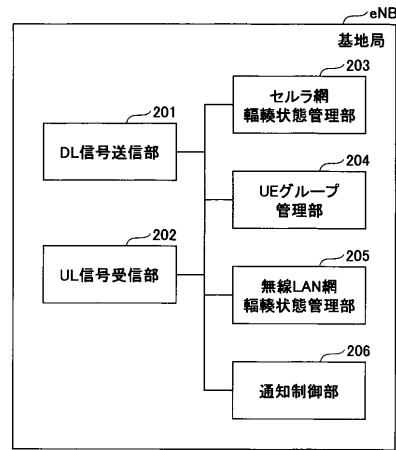 eNB
基地局
201
DL信号送信部
202
UL信号受信部
203
セルラ網
輻輳状態管理部
204
UEグループ
管理部
205
無線LAN網
輻輳状態管理部
206
通知制御部